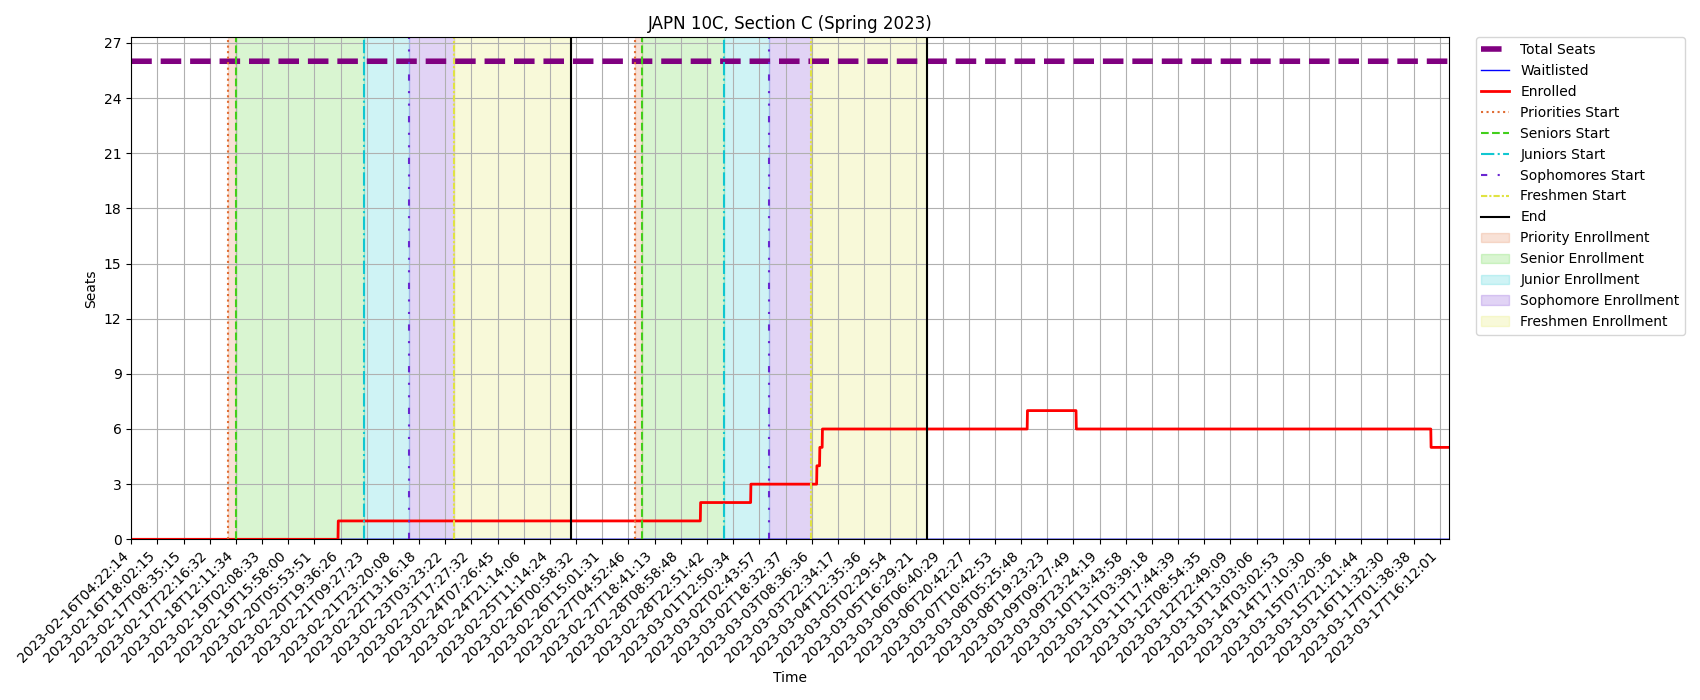 JAPN 10C, Section C (Spring 2023)
Total Seats
Waitlisted
Enrolled
Priorities Start
Seniors Start
Juniors Start
Sophomores Start
Freshmen Start
End
Priority Enrollment
Senior Enrollment
Junior Enrollment
Sophomore Enrollment
Freshmen Enrollment
Seats
27
24
21
18
15
12
9
6
3
0
2023-02-16T04:22:14
2023-02-16T18:02:15
2023-02-17T08:35:15
2023-02-17T22:16:32
2023-02-18T12:11:34
2023-02-19T02:08:33
2023-02-19T15:58:00
2023-02-20T05:53:51
2023-02-20T19:36:26
2023-02-21T09:27:23
2023-02-21T23:20:08
2023-02-22T13:16:18
2023-02-23T03:23:22
2023-02-23T17:27:32
2023-02-24T07:26:45
2023-02-24T21:14:06
2023-02-25T11:14:24
2023-02-26T00:58:32
2023-02-26T15:01:31
2023-02-27T04:52:46
2023-02-27T18:41:13
2023-02-28T08:58:48
2023-02-28T22:51:42
2023-03-01T12:50:34
2023-03-02T02:43:57
2023-03-02T18:32:37
2023-03-03T08:36:36
2023-03-03T22:34:17
2023-03-04T12:35:36
2023-03-05T02:29:54
2023-03-05T16:29:21
2023-03-06T06:40:29
2023-03-06T20:42:27
2023-03-07T10:42:53
2023-03-08T05:25:48
2023-03-08T19:23:23
2023-03-09T09:27:49
2023-03-09T23:24:19
2023-03-10T13:43:58
2023-03-11T03:39:18
2023-03-11T17:44:39
2023-03-12T08:54:35
2023-03-12T22:49:09
2023-03-13T13:03:06
2023-03-14T03:02:53
2023-03-14T17:10:30
2023-03-15T07:20:36
2023-03-15T21:21:44
2023-03-16T11:32:30
2023-03-17T01:38:38
2023-03-17T16:12:01
Time